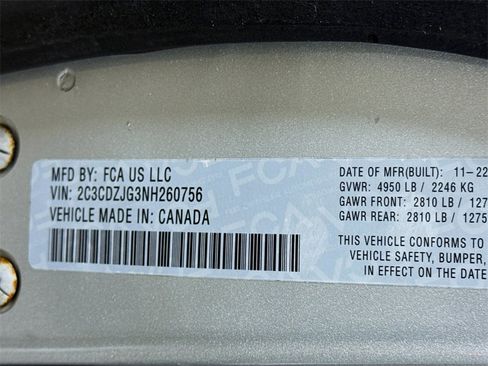 MFD BY: FCA US LLC
VIN: 2C3CDZJG3NH260756
VEHICLE MADE IN: CANADA
DATE OF MFR(BUILT): 11-22
GVWR: 4950 LB / 2246 KG
GAWR FRONT: 2810 LB / 127
GAWR REAR: 2810 LB / 1275
THIS VEHICLE CONFORMS TO
VEHICLE SAFETY, BUMPER,
IN EFFECT ON THE DATE